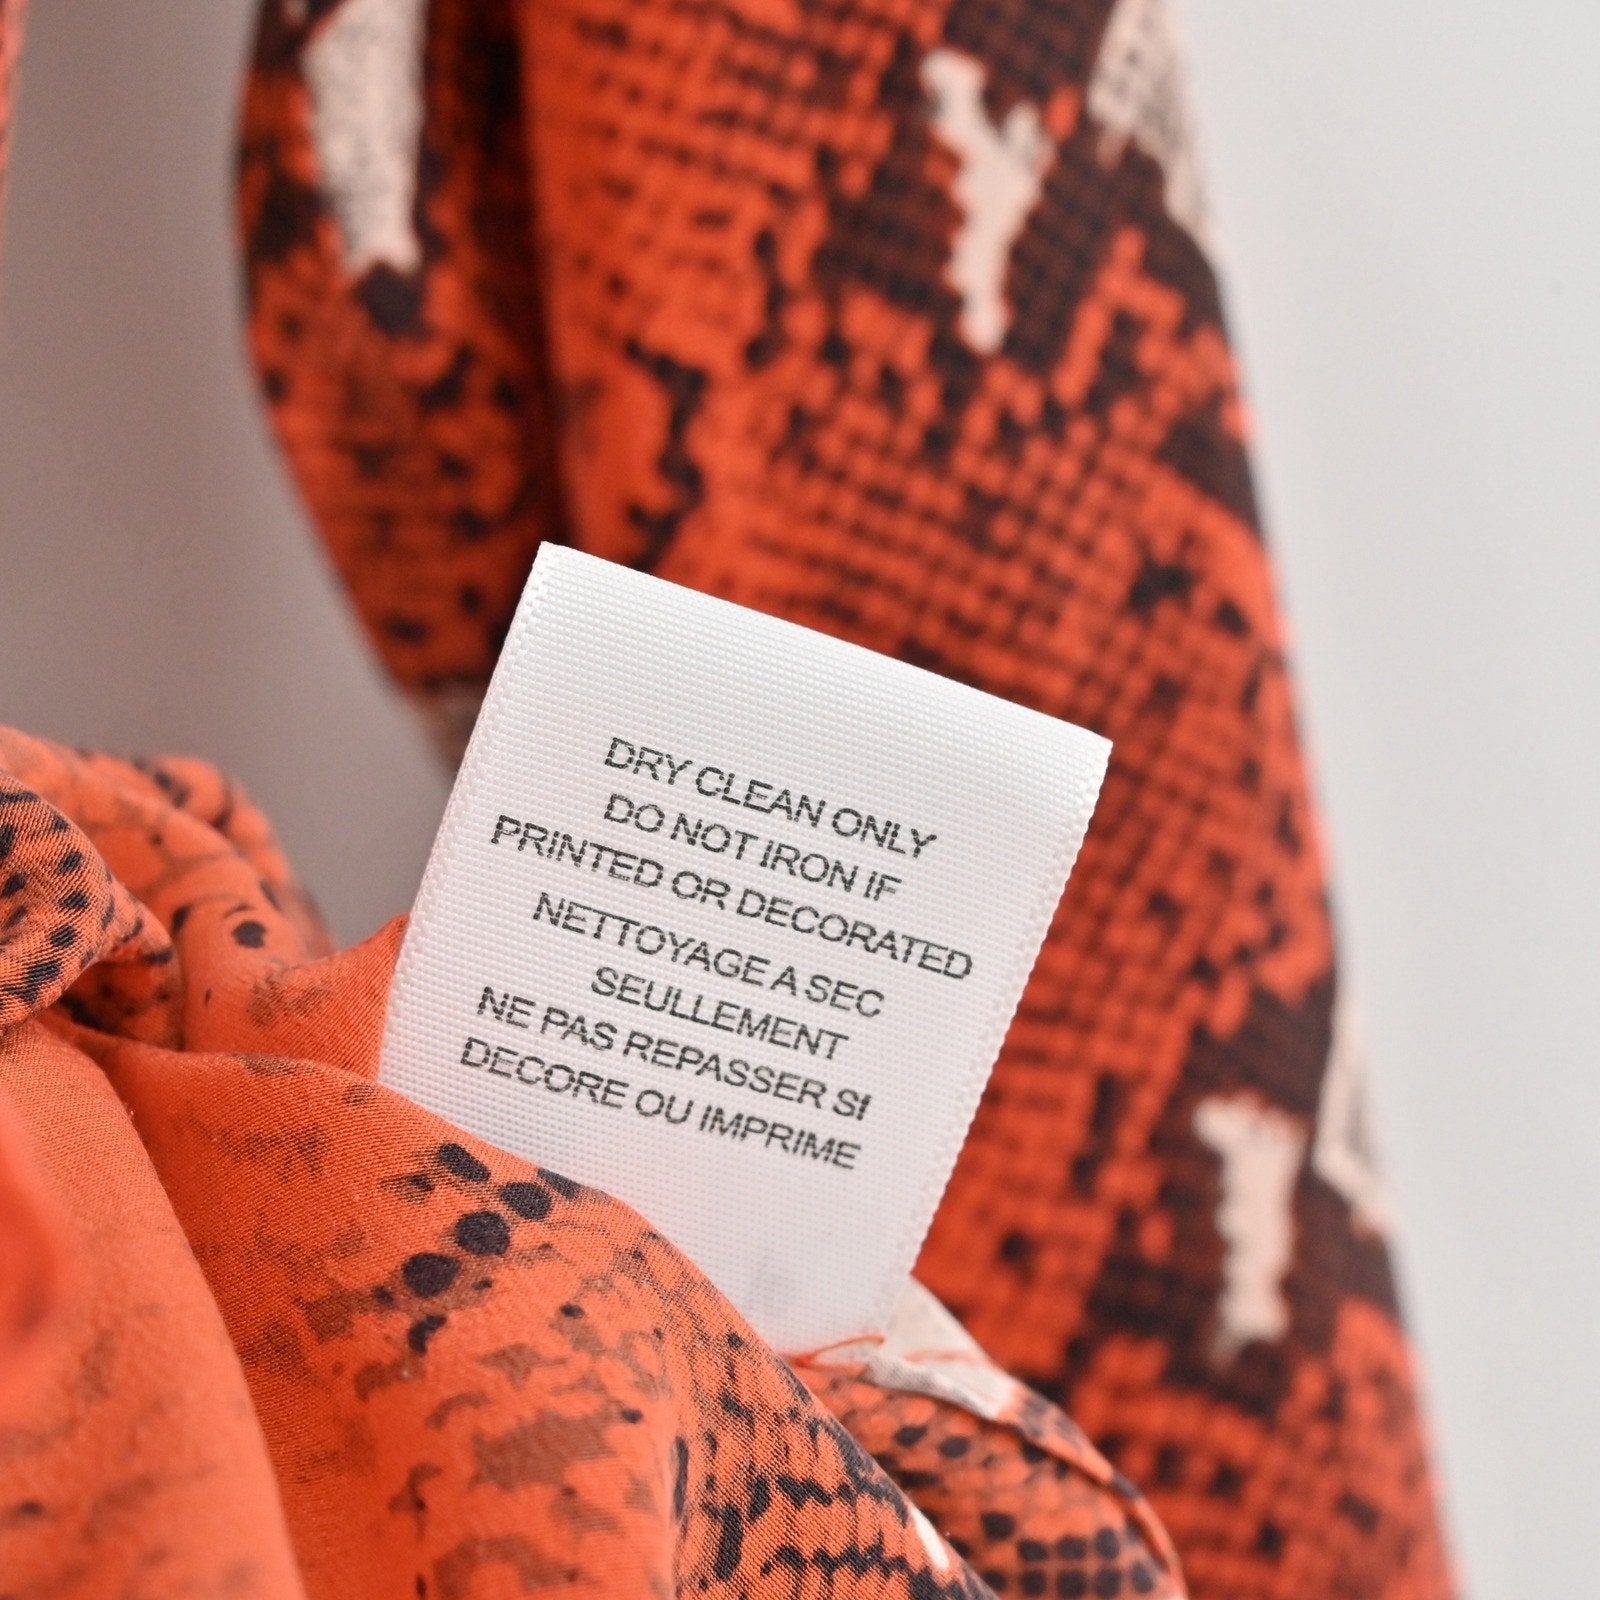 DRY CLEAN ONLY
DO NOT IRON IF
PRINTED OR DECORATED
NETTOYAGE A SEC
SEULLEMENT
NE PAS REPASSER SI
DECORE OU IMPRIME